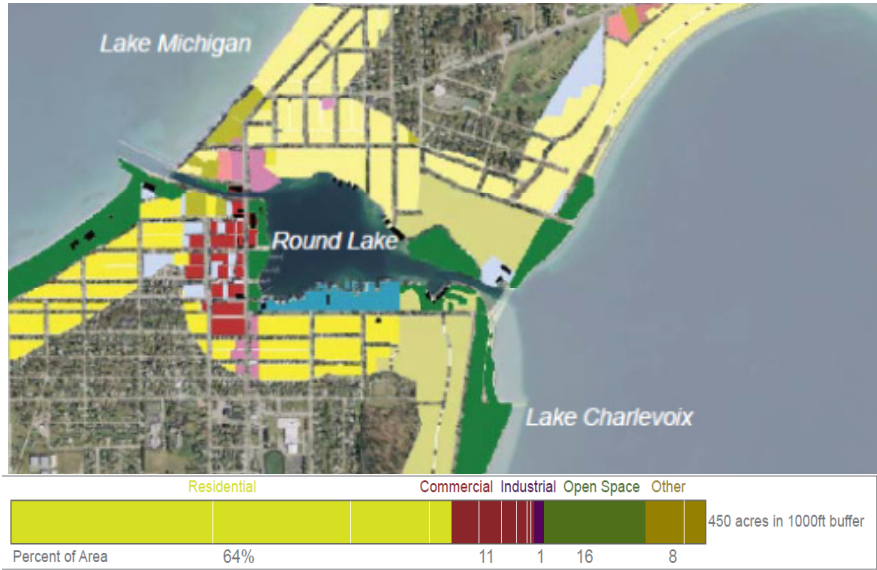 Lake Michigan
Round Lake
Lake Charlevoix
Residential Commercial Industrial Open Space Other
450 acres in 1000ft buffer
Percent of Area 64% 11 1 16 8